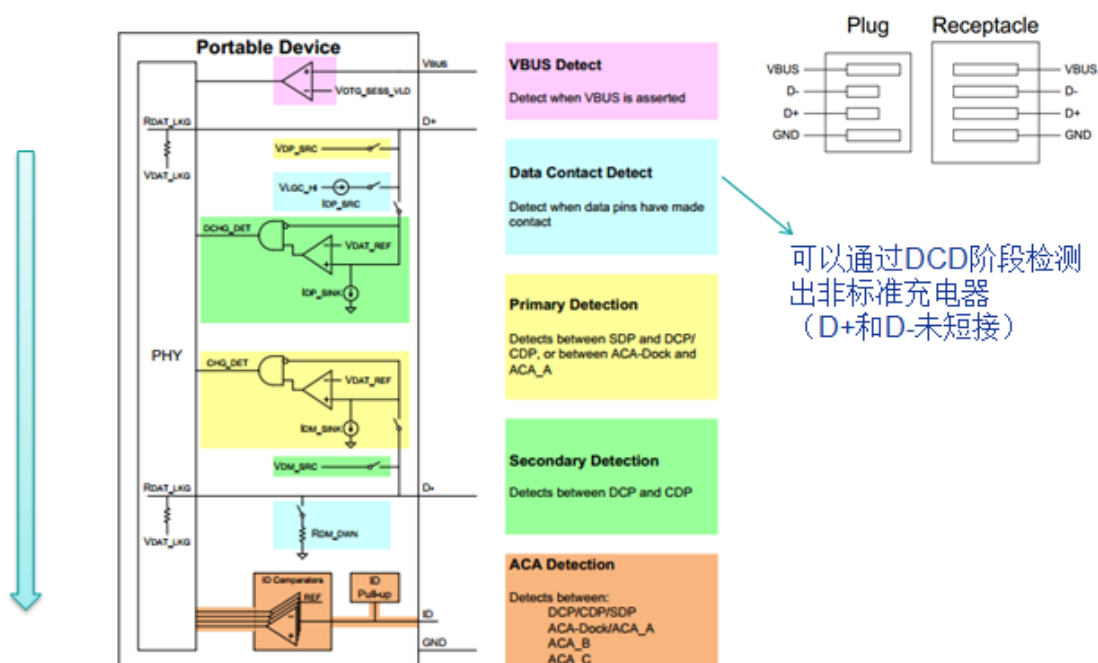 Portable Device
VBUS
VOTG_SESS_VLD
RDAT_LKG
D+
VDP_SRC
VDAT_LKG
VLGC_HI
IDP_SRC
DCHG_DET
VDAT_REF
IDP_SINK
PHY
CHG_DET
VDAT_REF
IDM_SINK
VDM_SRC
RDAT_LKG
D-
RDM_DWN
VDAT_LKG
ID Comparators
REF
ID
Pull-up
ID
GND
VBUS Detect
Detect when VBUS is asserted
Data Contact Detect
Detect when data pins have made
contact
Primary Detection
Detects between SDP and DCP/
CDP, or between ACA-Dock and
ACA_A
Secondary Detection
Detects between DCP and CDP
ACA Detection
Detects between:
DCP/CDP/SDP
ACA-Dock/ACA_A
ACA_B
ACA_C
Plug
VBUS
D-
D+
GND
Receptacle
VBUS
D-
D+
GND
可以通过DCD阶段检测
出非标准充电器
（D+和D-未短接）